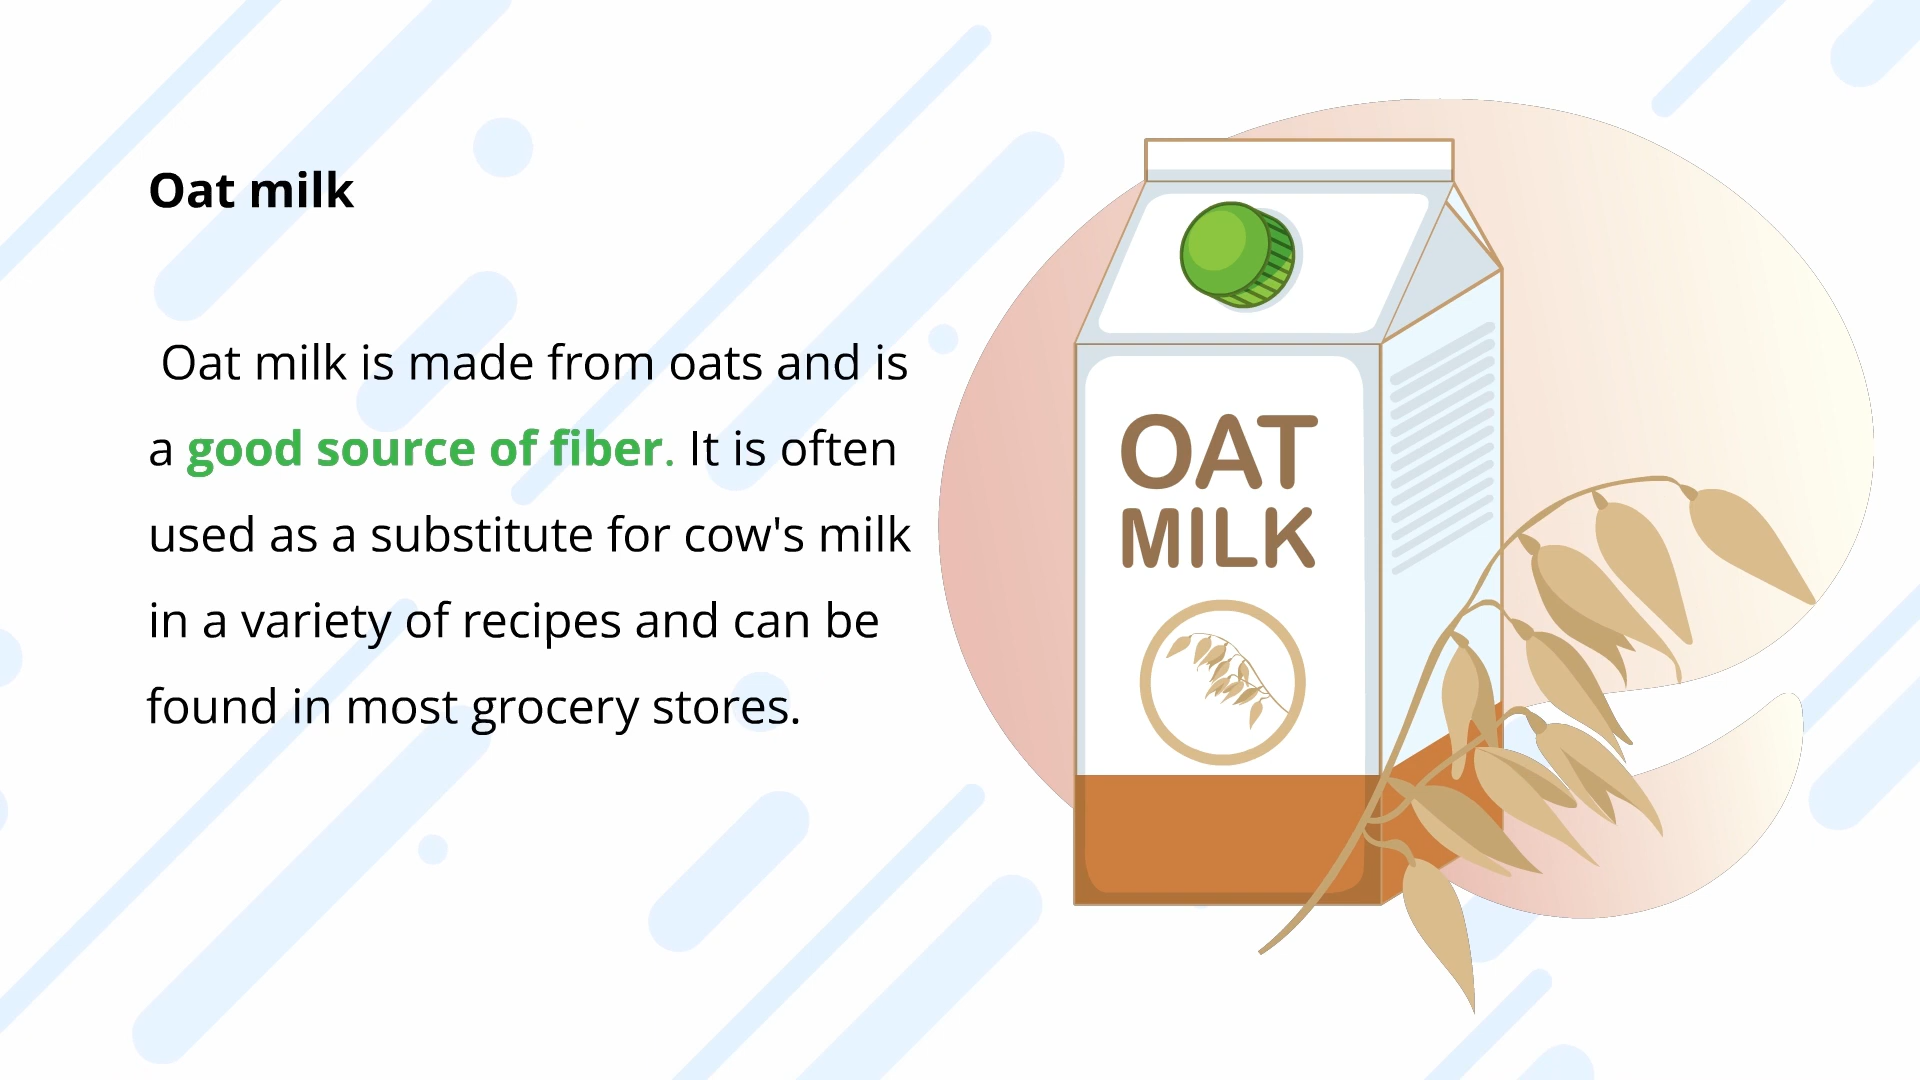 Oat milk
Oat milk is made from oats and is
a good source of fiber. It is often
used as a substitute for cow's milk
in a variety of recipes and can be
found in most grocery stores.
OAT
MILK